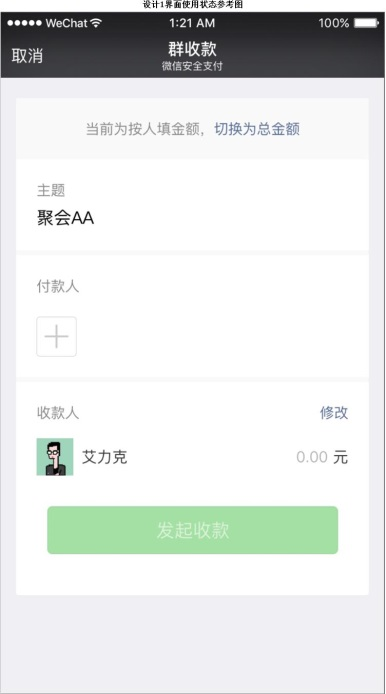 设计1界面使用状态参考图
WeChat 1:21 AM 100%
取消 群收款
微信安全支付
当前为按人填金额，切换为总金额
主题
聚会AA
付款人
收款人 修改
艾力克 0.00 元
发起收款